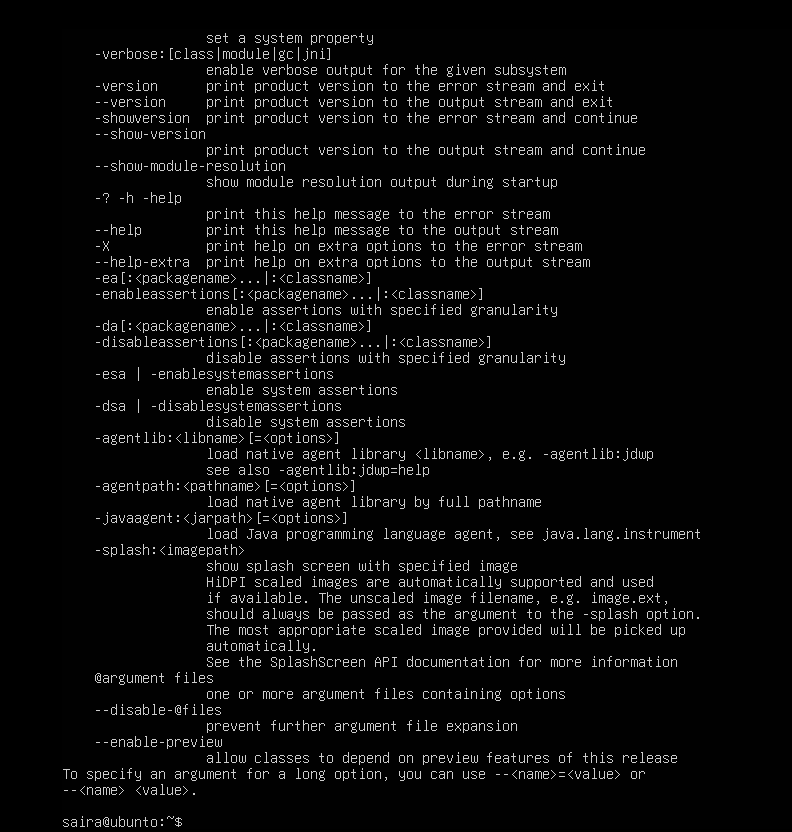 set a system property
-verbose:[class|module|gc|jni]
enable verbose output for the given subsystem
-version      print product version to the error stream and exit
--version     print product version to the output stream and exit
-showversion  print product version to the error stream and continue
--show-version
print product version to the output stream and continue
--show-module-resolution
show module resolution output during startup
-? -h -help
print this help message to the error stream
--help        print this help message to the output stream
-X            print help on extra options to the error stream
--help-extra  print help on extra options to the output stream
-ea[:<packagename>...|:<classname>]
-enableassertions[:<packagename>...|:<classname>]
enable assertions with specified granularity
-da[:<packagename>...|:<classname>]
-disableassertions[:<packagename>...|:<classname>]
disable assertions with specified granularity
-esa | -enablesystemassertions
enable system assertions
-dsa | -disablesystemassertions
disable system assertions
-agentlib:<libname>[=<options>]
load native agent library <libname>, e.g. -agentlib:jdwp
see also -agentlib:jdwp=help
-agentpath:<pathname>[=<options>]
load native agent library by full pathname
-javaagent:<jarpath>[=<options>]
load Java programming language agent, see java.lang.instrument
-splash:<imagepath>
show splash screen with specified image
HiDPI scaled images are automatically supported and used
if available. The unscaled image filename, e.g. image.ext,
should always be passed as the argument to the -splash option.
The most appropriate scaled image provided will be picked up
automatically.
See the SplashScreen API documentation for more information
@argument files
one or more argument files containing options
--disable-@files
prevent further argument file expansion
--enable-preview
allow classes to depend on preview features of this release
To specify an argument for a long option, you can use --<name>=<value> or
--<name> <value>.
saira@ubunto:~$